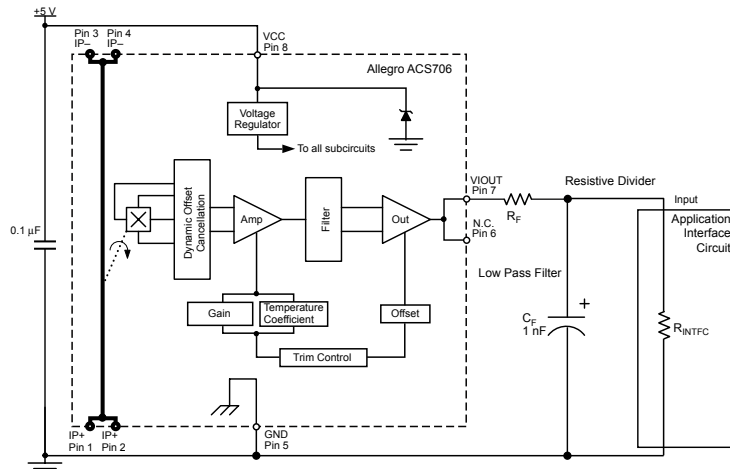 +5 V
Pin 3 Pin 4
IP– IP–
VCC
Pin 8
Allegro ACS706
Voltage
Regulator
To all subcircuits
0.1 µF
Dynamic Offset
Cancellation
Amp
Filter
Out
VIOUT
Pin 7
N.C.
Pin 6
RF
Resistive Divider
Input
Application
Interface
Circuit
Low Pass Filter
Gain
Temperature
Coefficient
Offset
Trim Control
CF
1 nF
+
RINTFC
IP+ IP+
Pin 1 Pin 2
GND
Pin 5